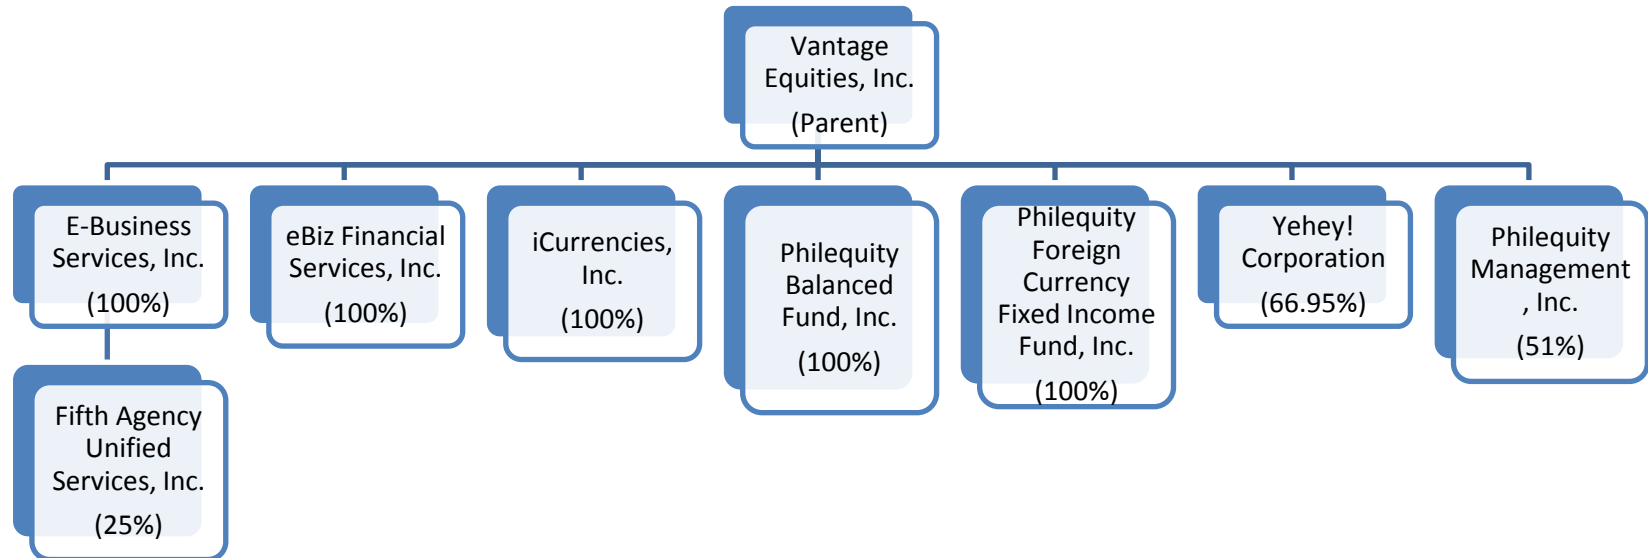 Vantage
Equities, Inc.
(Parent)
E-Business
Services, Inc.
(100%)
eBiz Financial
Services, Inc.
(100%)
iCurrencies,
Inc.
(100%)
Philequity
Balanced
Fund, Inc.
(100%)
Philequity
Foreign
Currency
Fixed Income
Fund, Inc.
(100%)
Yehey!
Corporation
(66.95%)
Philequity
Management
, Inc.
(51%)
Fifth Agency
Unified
Services, Inc.
(25%)